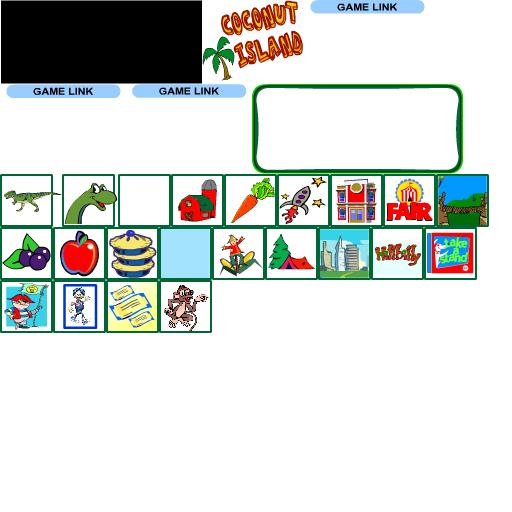 COCONUT
ISLAND
GAME LINK
GAME LINK
GAME LINK
FAIR
Hillbilly
take
a
stand